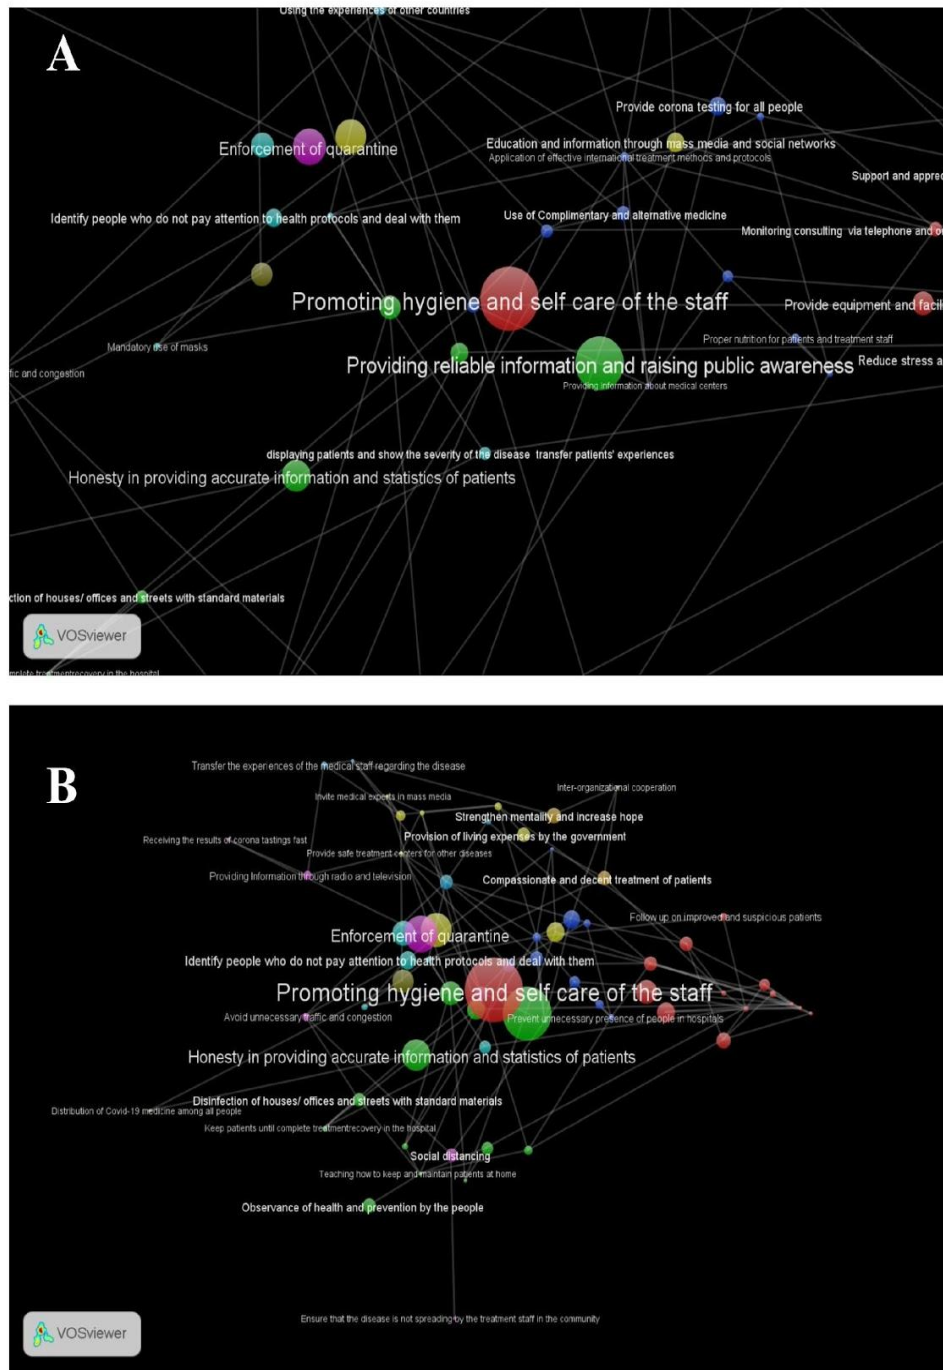 Using the experiences of other countries
A
Provide corona testing for all people
Enforcement of quarantine
Education and information through mass media and social networks
Application of effective international treatment methods and protocols
Support and apprec
Identify people who do not pay attention to health protocols and deal with them
Use of Complimentary and alternative medicine
Monitoring consulting via telephone and o
Promoting hygiene and self care of the staff
Provide equipment and facil
Mandatory use of masks
Proper nutrition for patients and treatment staff
Providing reliable information and raising public awareness
Reduce stress a
fic and congestion
Providing information about medical centers
displaying patients and show the severity of the disease transfer patients' experiences
Honesty in providing accurate information and statistics of patients
ction of houses/ offices and streets with standard materials
VOSviewer
mplete treatmentrecovery in the hospital
B
Transfer the experiences of the medical staff regarding the disease
Inter-organizational cooperation
Invite medical experts in mass media
Strengthen mentality and increase hope
Receiving the results of corona tastings fast
Provision of living expenses by the government
Provide safe treatment centers for other diseases
Providing Information through radio and television
Compassionate and decent treatment of patients
Follow up on improved and suspicious patients
Enforcement of quarantine
Identify people who do not pay attention to health protocols and deal with them
Promoting hygiene and self care of the staff
Avoid unnecessary traffic and congestion
Prevent unnecessary presence of people in hospitals
Honesty in providing accurate information and statistics of patients
Disinfection of houses/ offices and streets with standard materials
Distribution of Covid-19 medicine among all people
Keep patients until complete treatmentrecovery in the hospital
Social distancing
Teaching how to keep and maintain patients at home
Observance of health and prevention by the people
Ensure that the disease is not spreading by the treatment staff in the community
VOSviewer